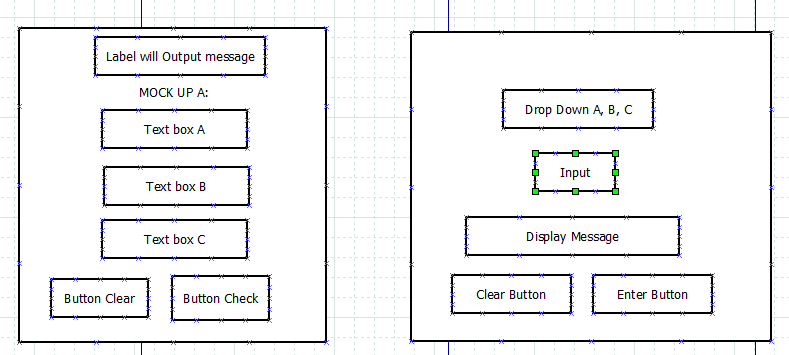 Label will Output message
MOCK UP A:
Text box A
Text box B
Text box C
Button Clear
Button Check
Drop Down A, B, C
Input
Display Message
Clear Button
Enter Button